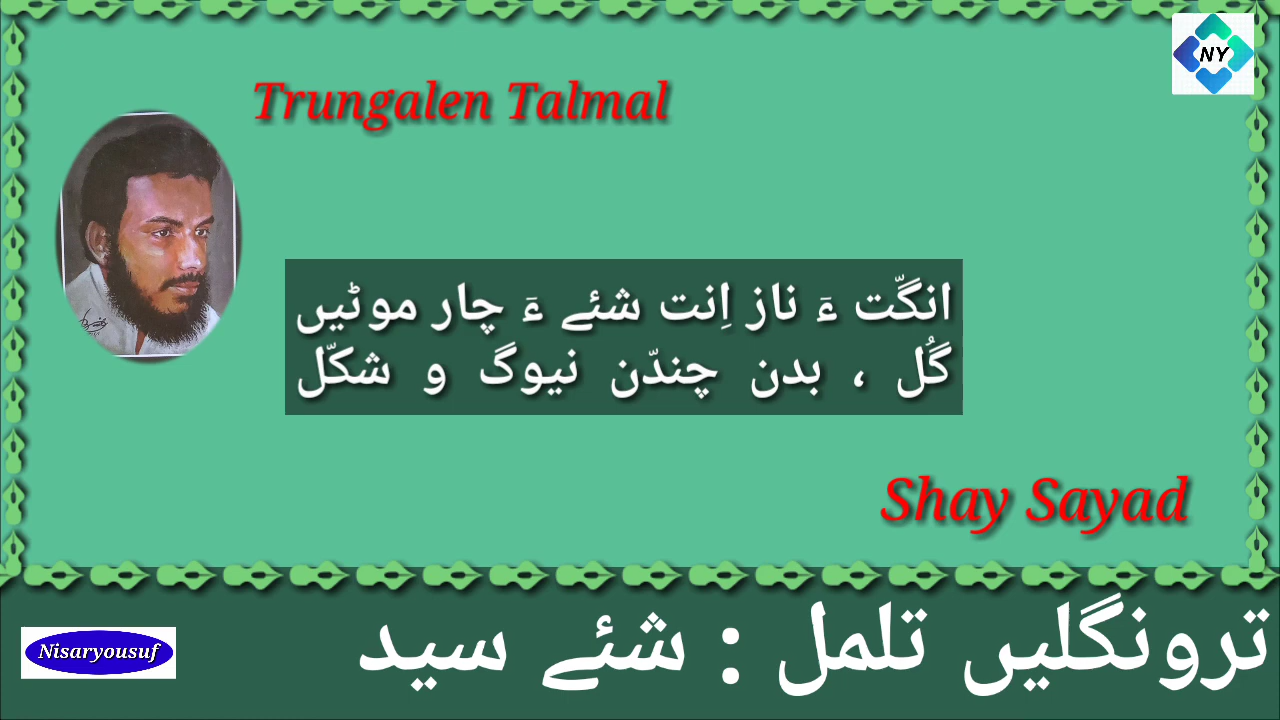 NY
Trungalen Talmal
انگّت ءَ ناز اِنت شئے ءَ چار موٹیں
گُل ، بدن چندّن نیوگ و شکّل
Shay Sayad
ترونگلیں تلمل : شئے سید
Nisaryousuf